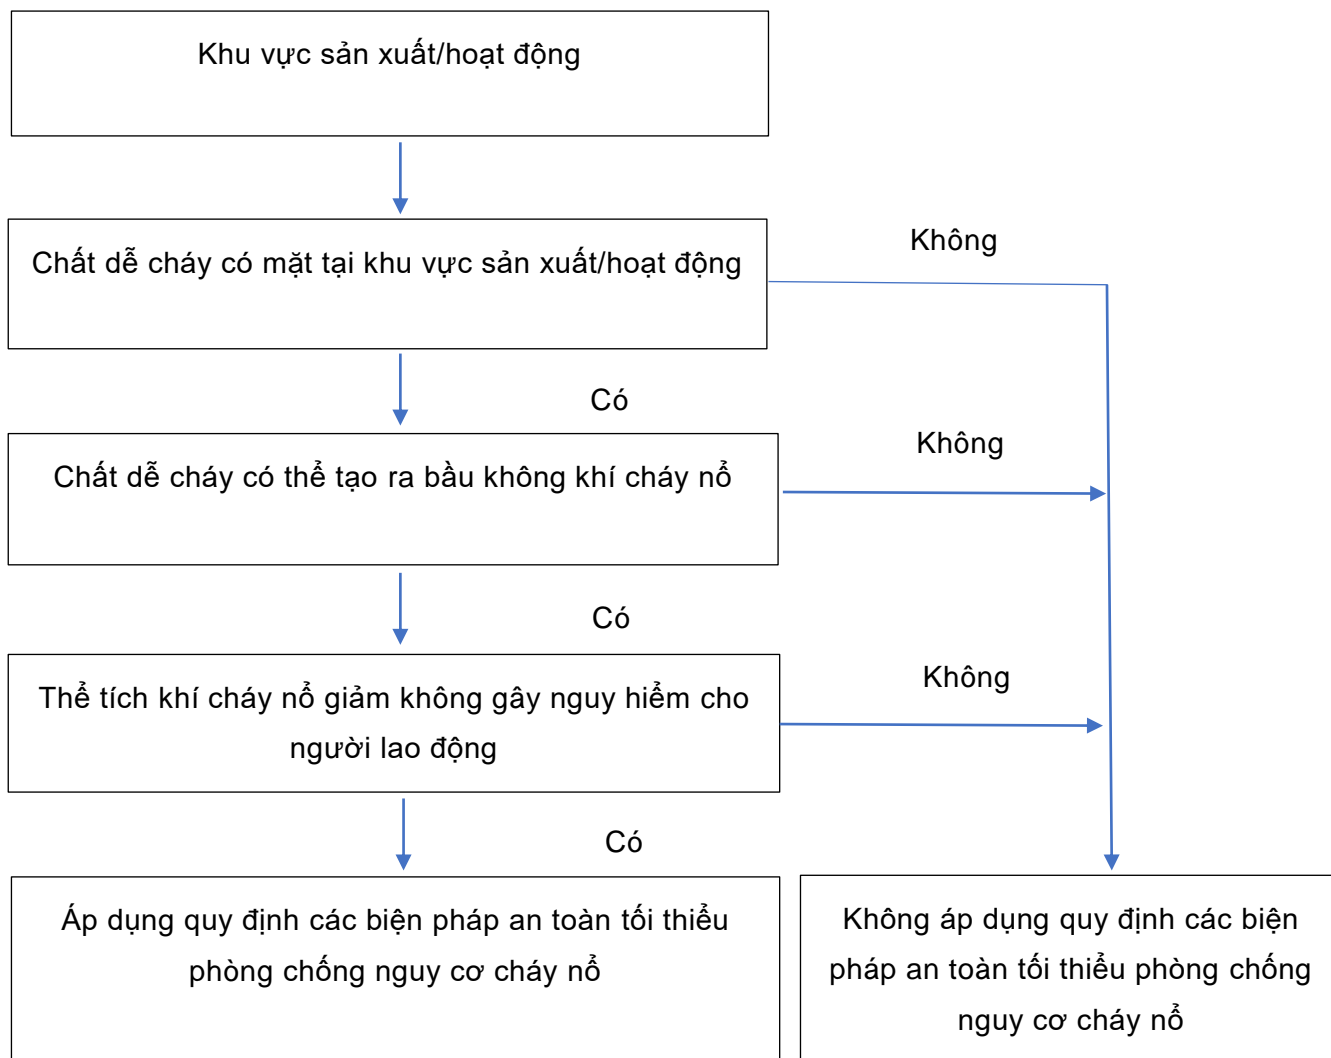 Khu vực sản xuất/hoạt động
Không
Chất dễ cháy có mặt tại khu vực sản xuất/hoạt động
Có
Không
Chất dễ cháy có thể tạo ra bầu không khí cháy nổ
Có
Không
Thể tích khí cháy nổ giảm không gây nguy hiểm cho
người lao động
Có
Áp dụng quy định các biện pháp an toàn tối thiểu
phòng chống nguy cơ cháy nổ
Không áp dụng quy định các biện
pháp an toàn tối thiểu phòng chống
nguy cơ cháy nổ